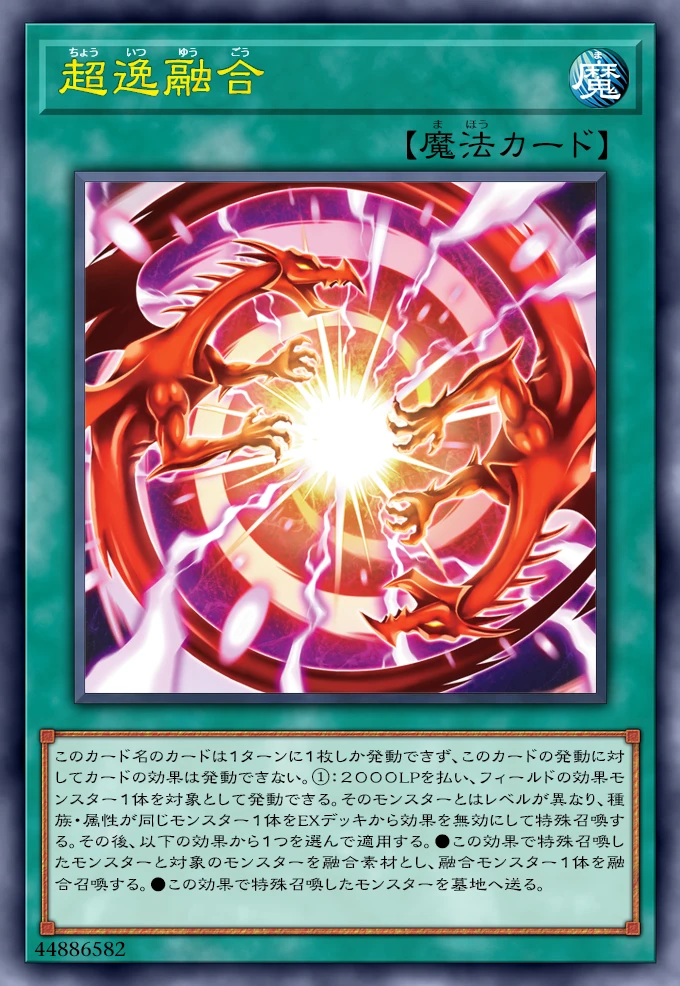 ちょう いつ ゆう ごう
超逸融合
ま
魔
ま ほう
【魔法カード】
このカード名のカードは1ターンに1枚しか発動できず、このカードの発動に対
してカードの効果は発動できない。①:2000LPを払い、フィールドの効果モン
スター1体を対象として発動できる。そのモンスターとはレベルが異なり、種
族・属性が同じモンスター1体をEXデッキから効果を無効にして特殊召喚す
る。その後、以下の効果から1つを選んで適用する。●この効果で特殊召喚し
たモンスターと対象のモンスターを融合素材とし、融合モンスター1体を融
合召喚する。●この効果で特殊召喚したモンスターを墓地へ送る。
44886582